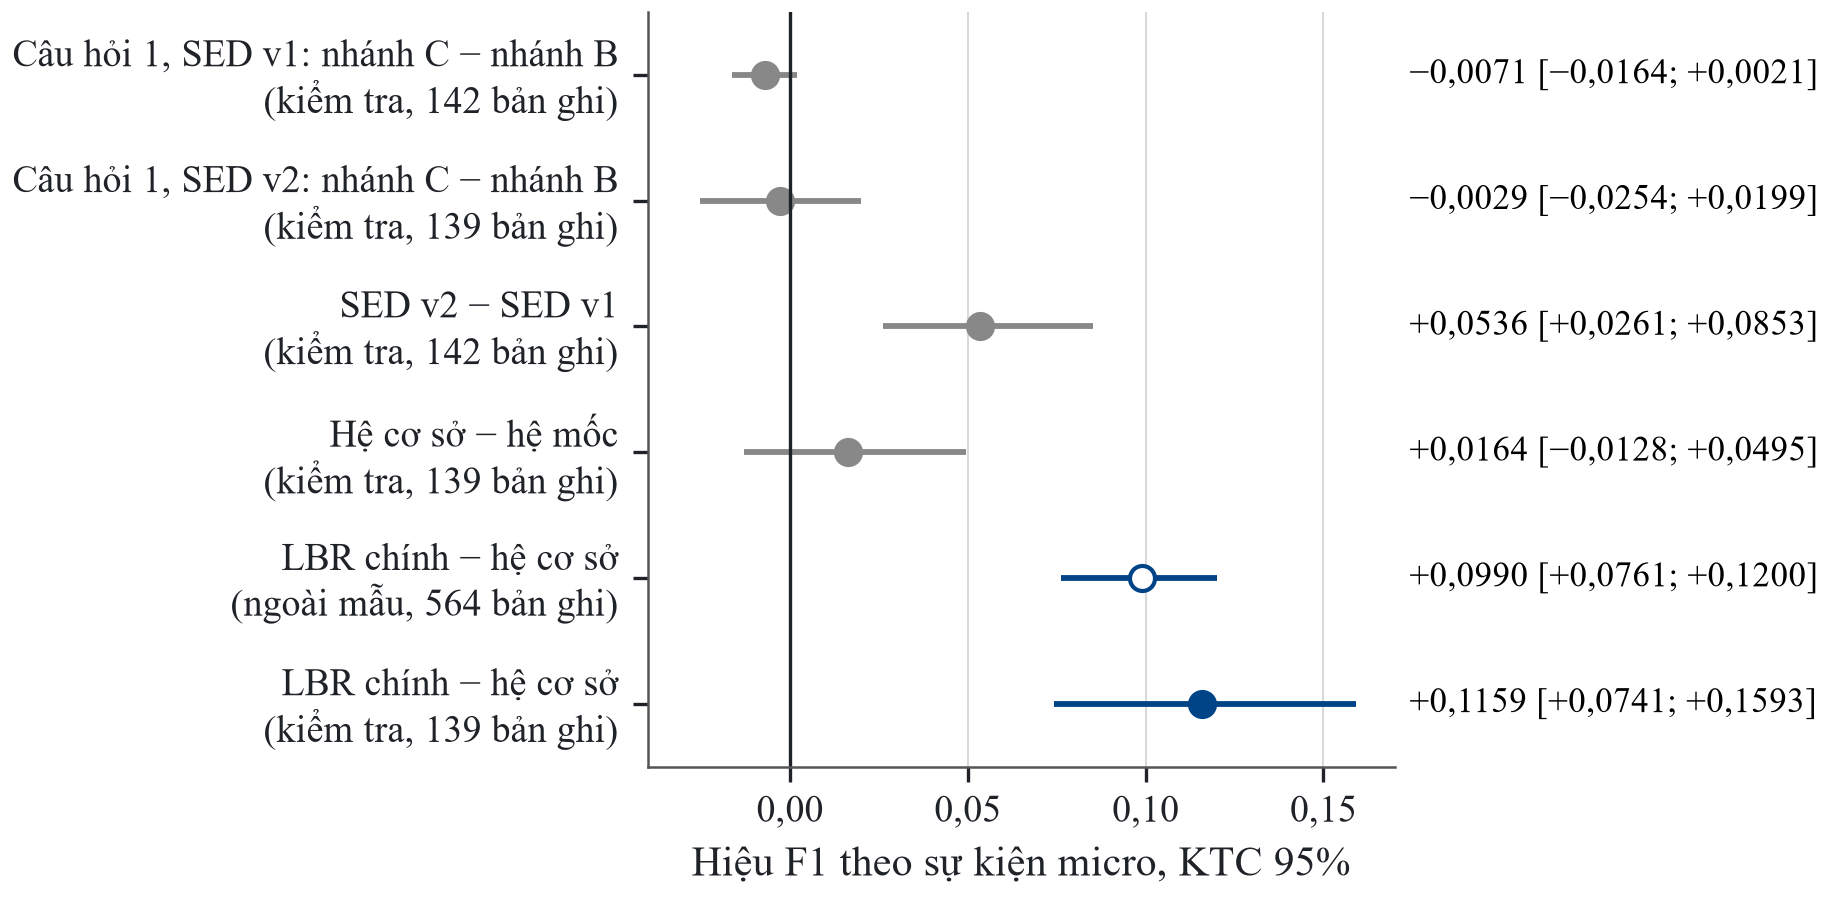 Câu hỏi 1, SED v1: nhánh C − nhánh B
(kiểm tra, 142 bản ghi)
−0,0071 [−0,0164; +0,0021]
Câu hỏi 1, SED v2: nhánh C − nhánh B
(kiểm tra, 139 bản ghi)
−0,0029 [−0,0254; +0,0199]
SED v2 − SED v1
(kiểm tra, 142 bản ghi)
+0,0536 [+0,0261; +0,0853]
Hệ cơ sở − hệ mốc
(kiểm tra, 139 bản ghi)
+0,0164 [−0,0128; +0,0495]
LBR chính − hệ cơ sở
(ngoài mẫu, 564 bản ghi)
+0,0990 [+0,0761; +0,1200]
LBR chính − hệ cơ sở
(kiểm tra, 139 bản ghi)
+0,1159 [+0,0741; +0,1593]
0,00 0,05 0,10 0,15
Hiệu F1 theo sự kiện micro, KTC 95%